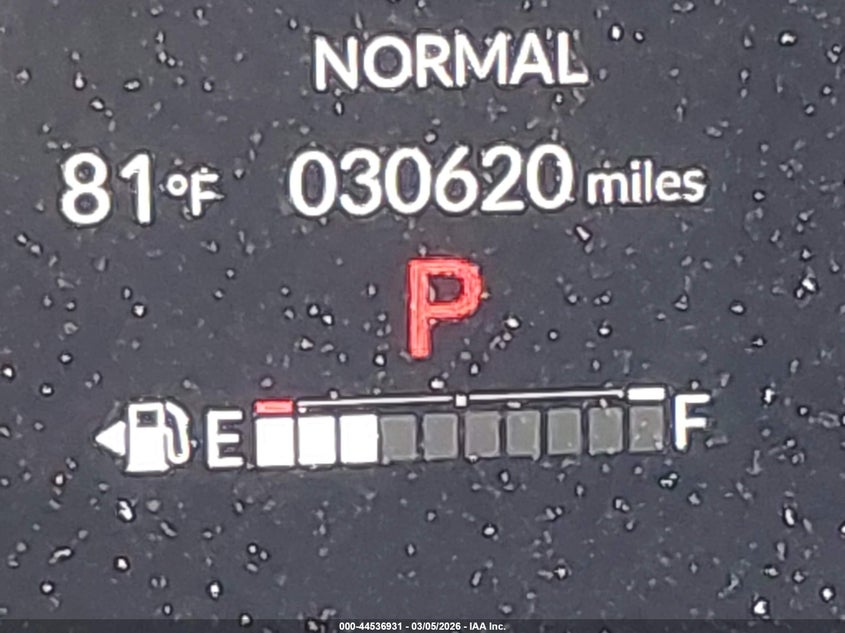 NORMAL
81°F 030620 miles
P
E F
000-44536931 - 03/05/2026 - IAA Inc.